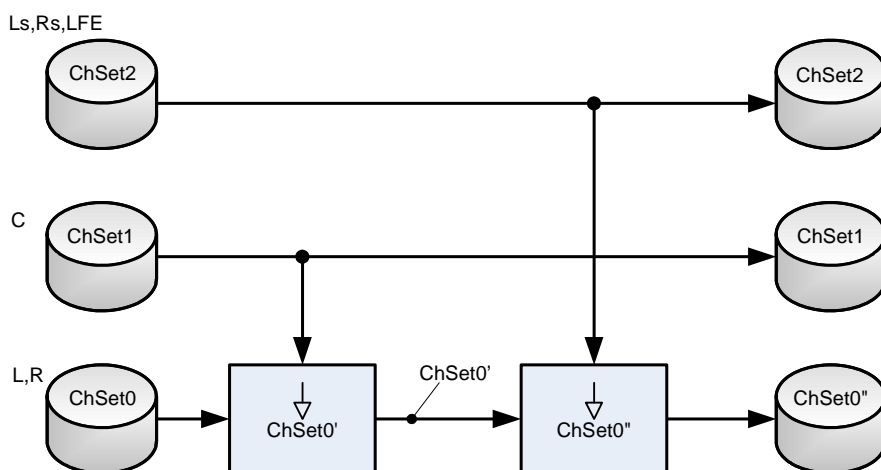 Ls,Rs,LFE
ChSet2
ChSet2
C
ChSet1
ChSet1
L,R
ChSet0
ChSet0'
ChSet0'
ChSet0"
ChSet0"